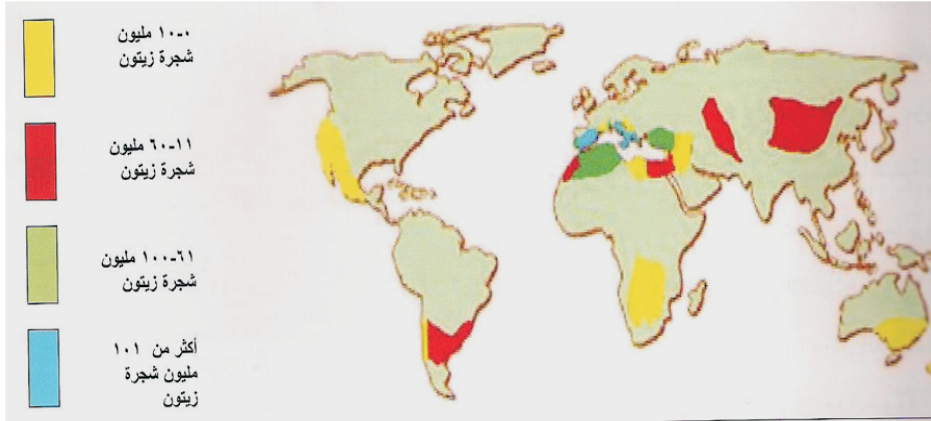 ٠-١٠ مليون
شجرة زيتون
١١-٦٠ مليون
شجرة زيتون
٦١-١٠٠ مليون
شجرة زيتون
أكثر من ١٠١
مليون شجرة
زيتون